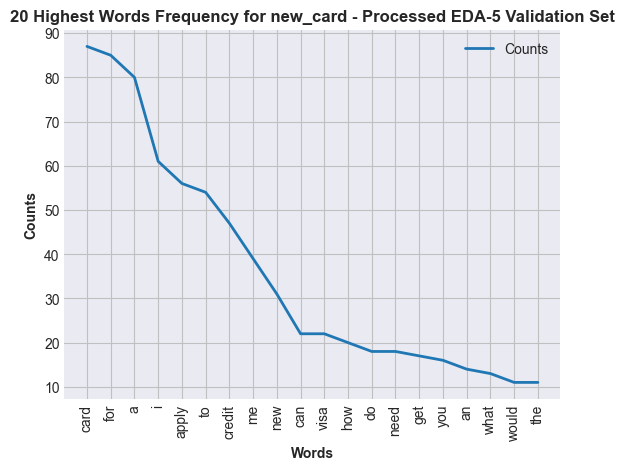 20 Highest Words Frequency for new_card - Processed EDA-5 Validation Set
Counts
90
80
70
60
50
40
30
20
10
Counts
card
for
a
i
apply
to
credit
me
new
can
visa
how
do
need
get
you
an
what
would
the
Words